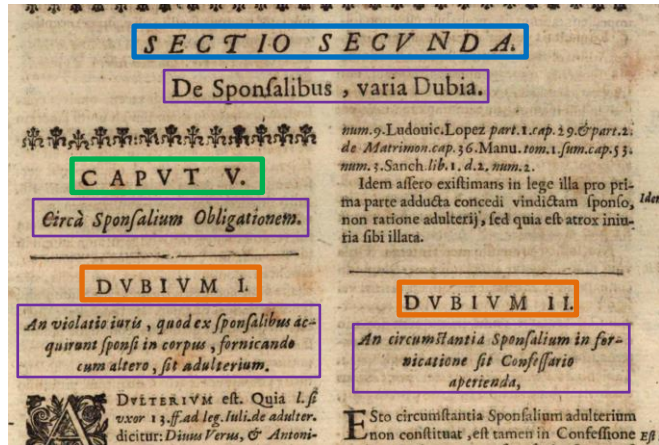 SECTIO SECVNDA.
De Sponſalibus, varia Dubia.
CAPVT V.
Circà Sponſalium Obligationem.
DVBIVM I.
An violatio iuris, quod ex ſponſalibus ac-
quirunt ſponſi in corpus, fornicando
cum altero, ſit adulterium.
ADVLTERIVM eſt. Quia l. ſi
vxor 13. ff. ad leg. Iuli. de adulter.
dicitur: Diuus Verus, & Antoni-
num. 9. Ludouic. Lopez part. 1. cap. 29. & part. 2.
de Matrimon. cap. 36. Manu. tom. 1. ſum. cap. 53.
num. 3. Sanch lib. 1. d. 2. num. 2.
Idem aſſero exiſtimans in lege illa pro pri-
ma parte adducta concedi vindictam ſponſo,
non ratione adulterij, ſed quia eſt atrox iniu-
ria ſibi illata.
DVBIVM II.
An circumſtantia Sponſalium in for-
nicatione ſit Confeſſario
aperienda,
ESto circumſtantia Sponſalium adulterium
non conſtituat, eſt tamen in Confeſſione